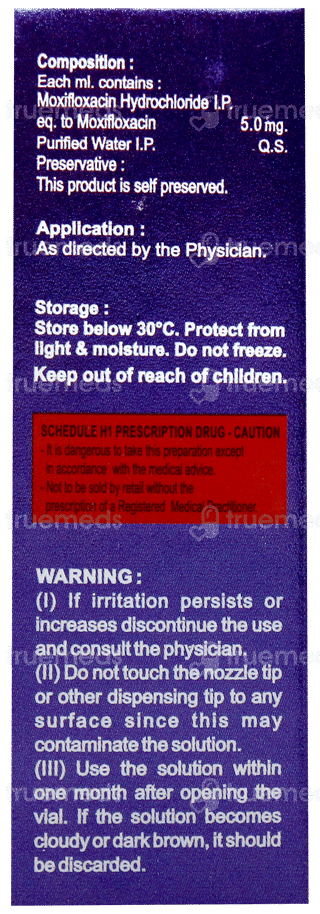 Composition :
Each ml. contains :
Moxifloxacin Hydrochloride I.P.
eq. to Moxifloxacin 5.0 mg.
Purified Water I.P. Q.S.
Preservative :
This product is self preserved.
Application :
As directed by the Physician.
Storage :
Store below 30°C. Protect from
light & moisture. Do not freeze.
Keep out of reach of children.
SCHEDULE H1 PRESCRIPTION DRUG - CAUTION
- It is dangerous to take this preparation except
in accordance with the medical advice.
- Not to be sold by retail without the
prescription of a Registered Medical Practitioner.
WARNING :
(I) If irritation persists or
increases discontinue the use
and consult the physician.
(II) Do not touch the nozzle tip
or other dispensing tip to any
surface since this may
contaminate the solution.
(III) Use the solution within
one month after opening the
vial. If the solution becomes
cloudy or dark brown, it should
be discarded.
truemeds